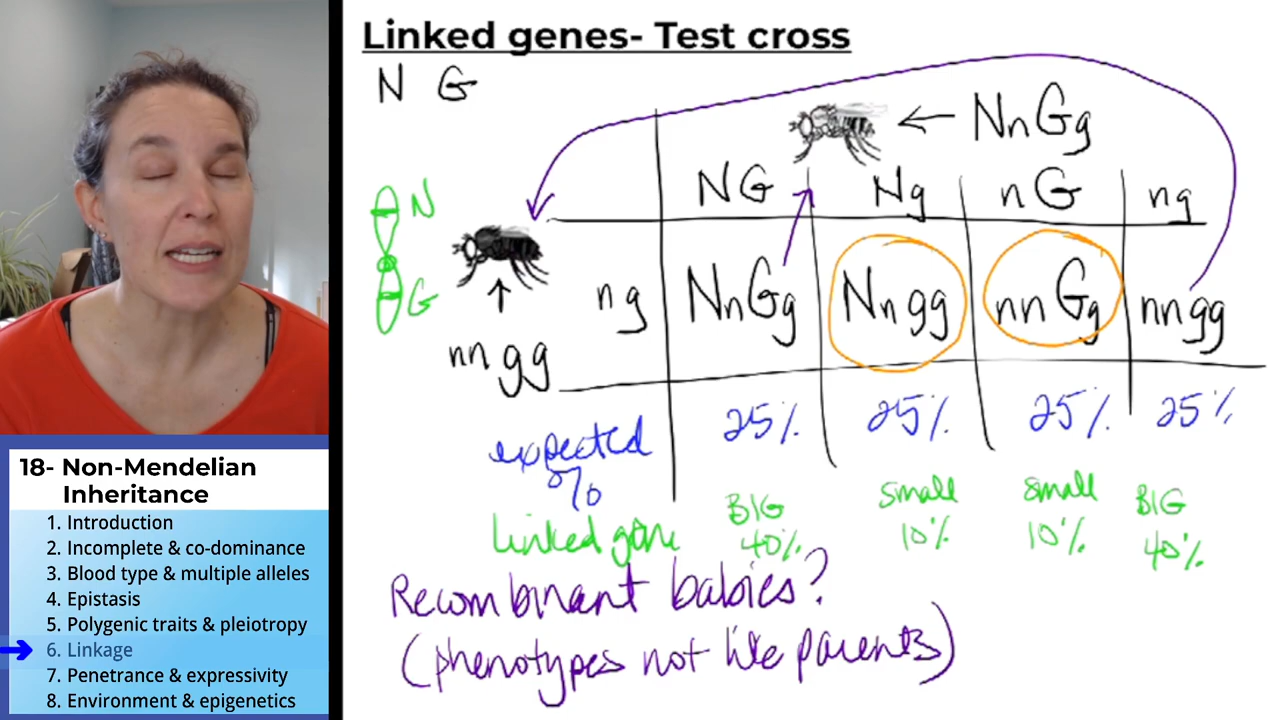 Linked genes- Test cross
N G
← NnGg
NG Ng nG ng
N
G
ng NnGg Nngg nnGg nngg
nngg
expected % 25% 25% 25% 25%
linked gene BIG 40% small 10% small 10% BIG 40%
Recombinant babies?
(phenotypes not like parents)
18- Non-Mendelian
Inheritance
1. Introduction
2. Incomplete & co-dominance
3. Blood type & multiple alleles
4. Epistasis
5. Polygenic traits & pleiotropy
6. Linkage
7. Penetrance & expressivity
8. Environment & epigenetics